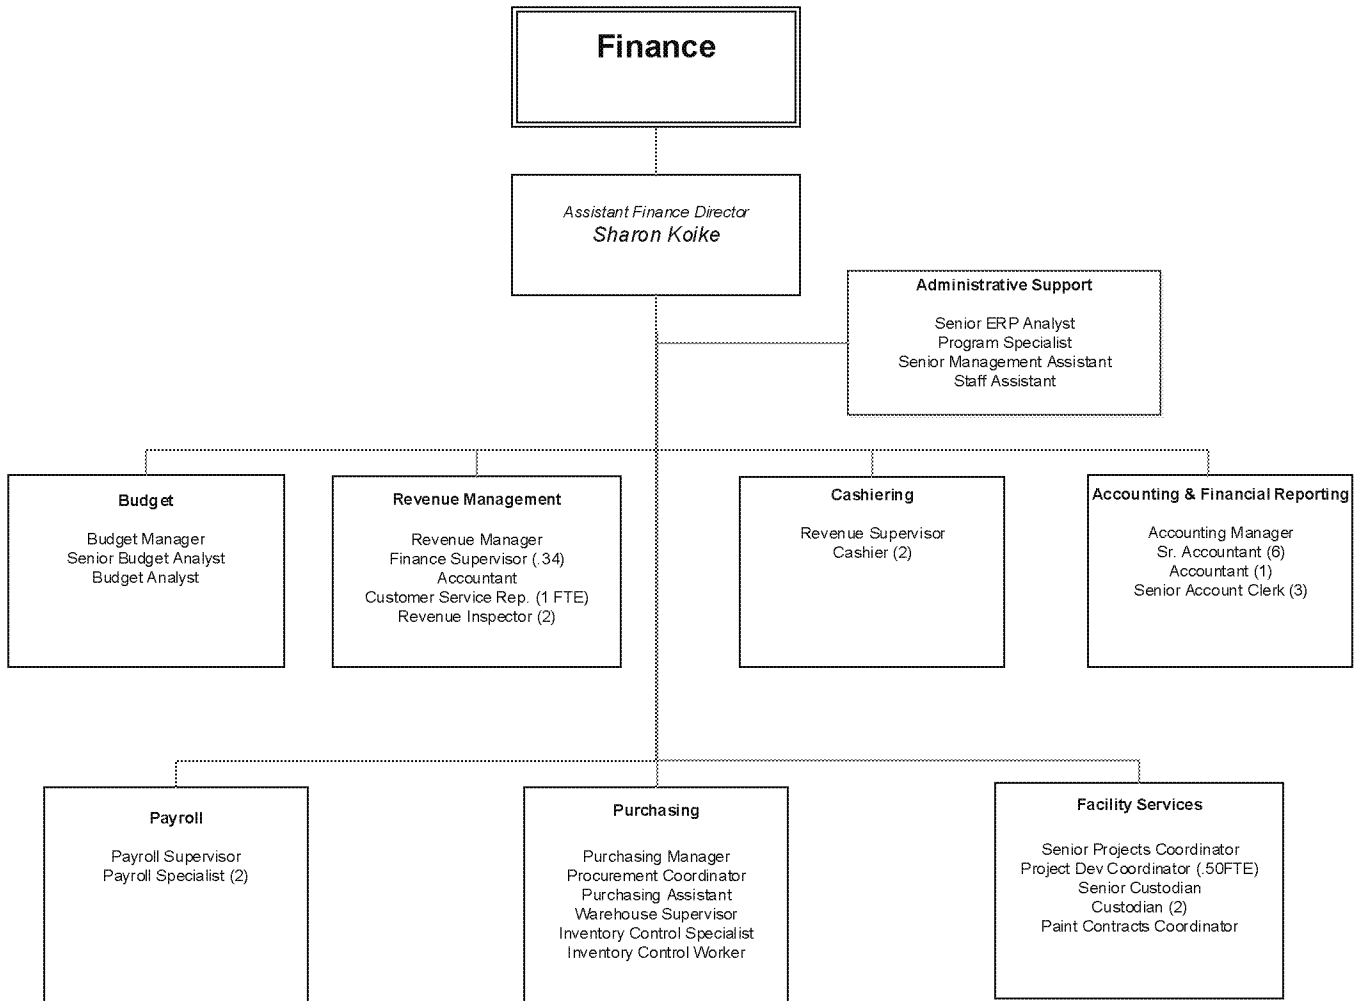 Finance
Assistant Finance Director
Sharon Koike
Administrative Support
Senior ERP Analyst
Program Specialist
Senior Management Assistant
Staff Assistant
Budget
Budget Manager
Senior Budget Analyst
Budget Analyst
Revenue Management
Revenue Manager
Finance Supervisor (.34)
Accountant
Customer Service Rep. (1 FTE)
Revenue Inspector (2)
Cashiering
Revenue Supervisor
Cashier (2)
Accounting & Financial Reporting
Accounting Manager
Sr. Accountant (6)
Accountant (1)
Senior Account Clerk (3)
Payroll
Payroll Supervisor
Payroll Specialist (2)
Purchasing
Purchasing Manager
Procurement Coordinator
Purchasing Assistant
Warehouse Supervisor
Inventory Control Specialist
Inventory Control Worker
Facility Services
Senior Projects Coordinator
Project Dev Coordinator (.50FTE)
Senior Custodian
Custodian (2)
Paint Contracts Coordinator